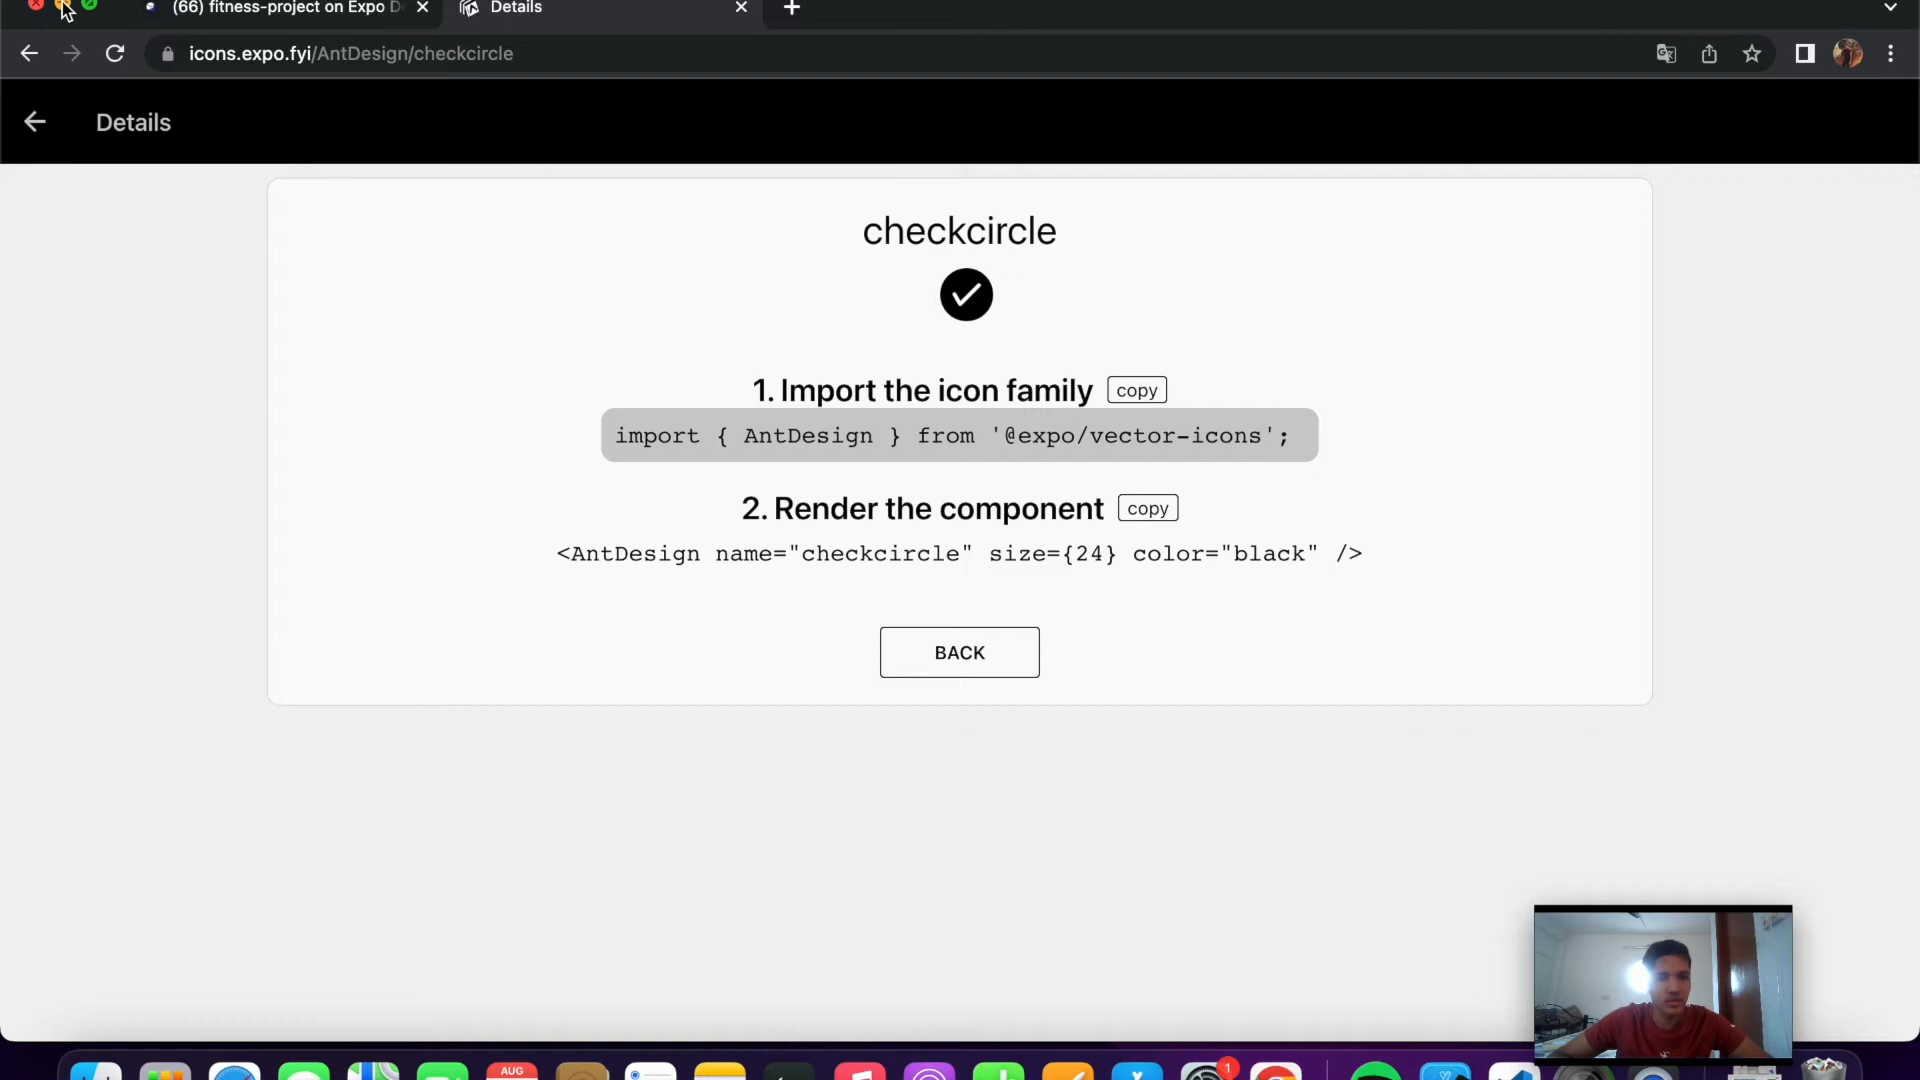 (66) fitness-project on Expo D
Details
icons.expo.fyi/AntDesign/checkcircle
Details
checkcircle
1. Import the icon family copy
import { AntDesign } from '@expo/vector-icons';
2. Render the component copy
<AntDesign name="checkcircle" size={24} color="black" />
BACK
AUG
1